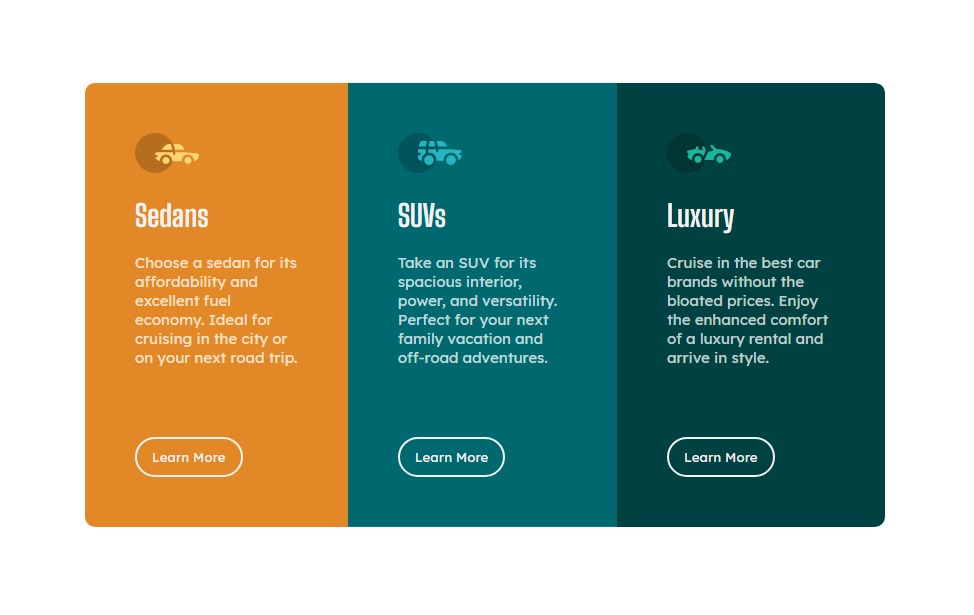 Sedans
Choose a sedan for its
affordability and
excellent fuel
economy. Ideal for
cruising in the city or
on your next road trip.
Learn More
SUVs
Take an SUV for its
spacious interior,
power, and versatility.
Perfect for your next
family vacation and
off-road adventures.
Learn More
Luxury
Cruise in the best car
brands without the
bloated prices. Enjoy
the enhanced comfort
of a luxury rental and
arrive in style.
Learn More